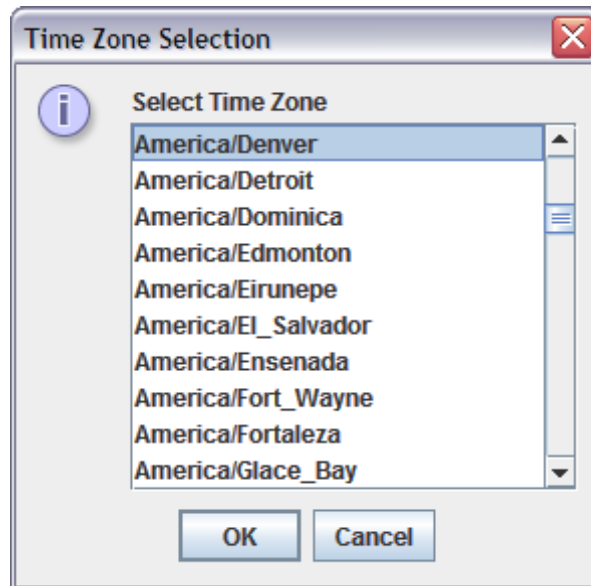 Time Zone Selection
Select Time Zone
America/Denver
America/Detroit
America/Dominica
America/Edmonton
America/Eirunepe
America/El_Salvador
America/Ensenada
America/Fort_Wayne
America/Fortaleza
America/Glace_Bay
OK Cancel